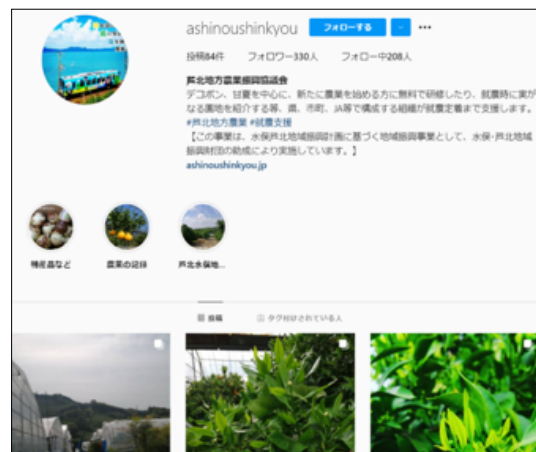 ashinoushinkyou フォローする
投稿84件 フォロワー330人 フォロー中208人
芦北地方農業振興協議会
デコポン、甘夏を中心に、新たに農業を始める方に無料で研修したり、就農時に実が
なる園地を紹介する等、県、市町、JA等で構成する組織が就農定着まで支援します。
#芦北地方農業 #就農支援
【この事業は、水俣芦北地域振興計画に基づく地域振興事業として、水俣・芦北地域
振興財団の助成により実施しています。】
ashinoushinkyou.jp
特産品など 農業の記録 芦北水俣地...
投稿 タグ付けされている人